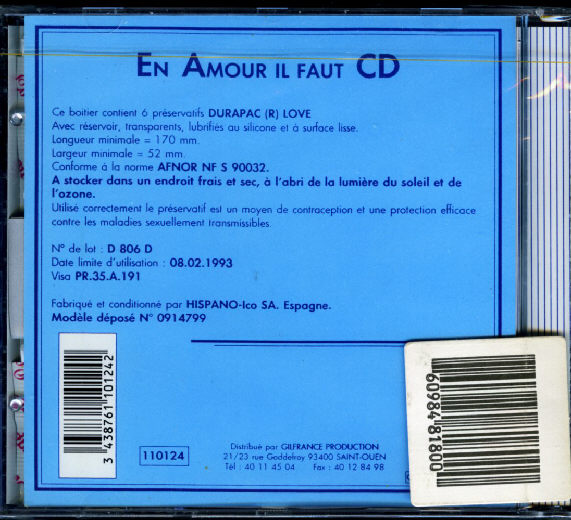 EN AMOUR IL FAUT CD
Ce boitier contient 6 préservatifs DURAPAC (R) LOVE
Avec réservoir, transparents, lubrifiés au silicone et à surface lisse.
Longueur minimale = 170 mm.
Largeur minimale = 52 mm.
Conforme à la norme AFNOR NF S 90032.
A stocker dans un endroit frais et sec, à l'abri de la lumière du soleil et de
l'ozone.
Utilisé correctement le préservatif est un moyen de contraception et une protection efficace
contre les maladies sexuellement transmissibles.
N° de lot : D 806 D
Date limite d'utilisation : 08.02.1993
Visa PR.35.A.191
Fabriqué et conditionné par HISPANO-Ico SA. Espagne.
Modèle déposé N° 0914799
3 438761 101242
110124
Distribué par GILFRANCE PRODUCTION
21/23 rue Goddefroy 93400 SAINT-OUEN
Tél : 40 11 45 04 Fax : 40 12 84 98
6098481800